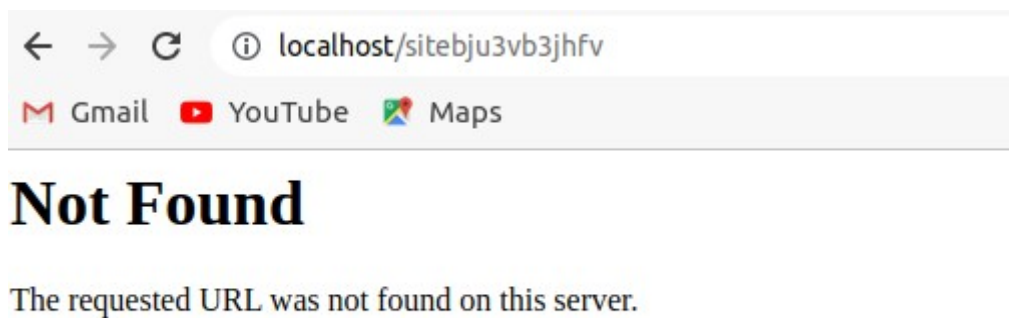 localhost/sitebju3vb3jhfv
Gmail YouTube Maps
Not Found
The requested URL was not found on this server.